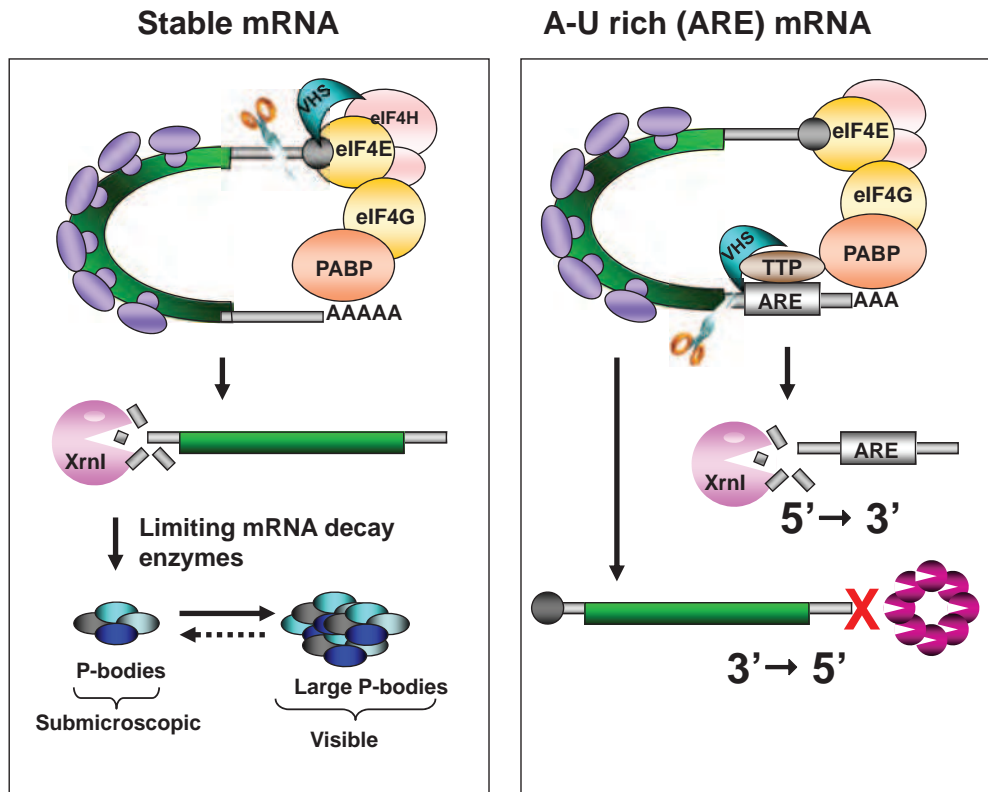 Stable mRNA
VHS
eIF4H
eIF4E
eIF4G
PABP
AAAAA
XrnI
Limiting mRNA decay
enzymes
P-bodies
Submicroscopic
Large P-bodies
Visible
A-U rich (ARE) mRNA
eIF4E
eIF4G
VHS
TTP
PABP
ARE
AAA
XrnI
ARE
5’ → 3’
X
3’ → 5’